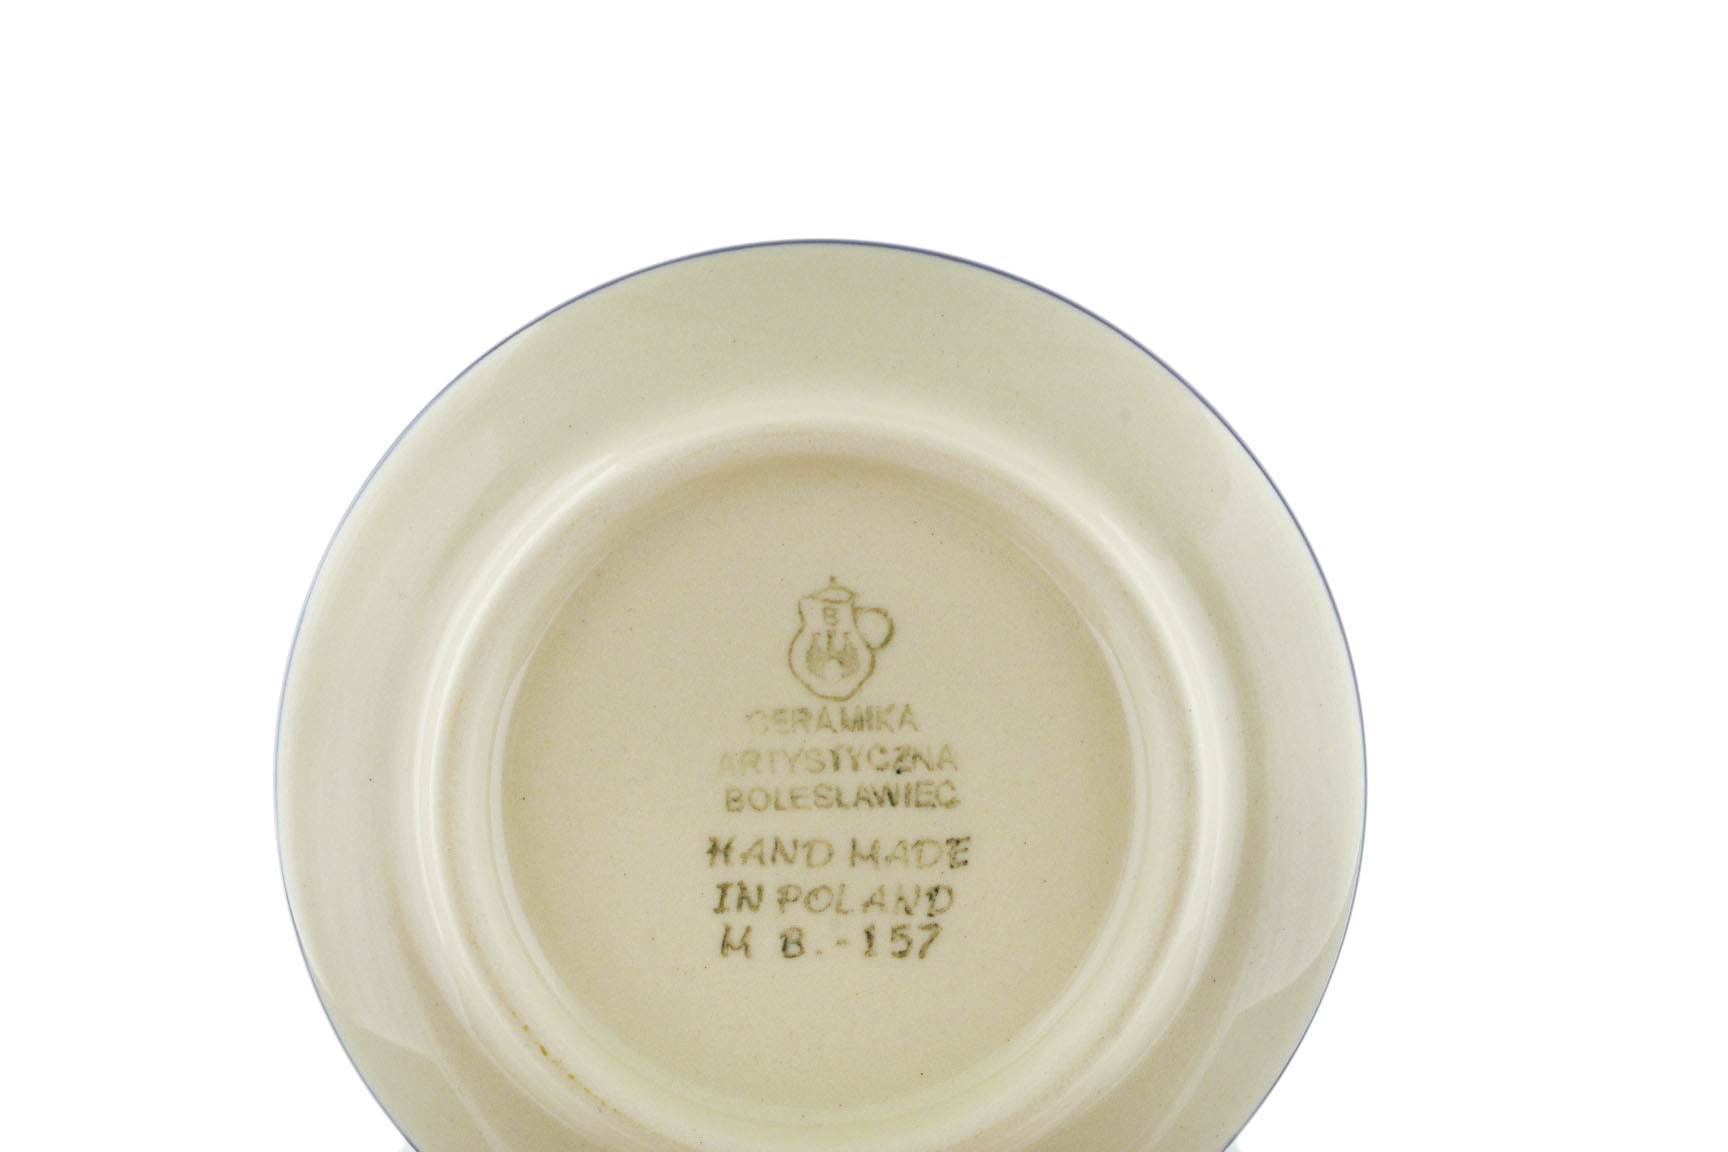 B
CERAMIKA
ARTYSTYCZNA
BOLESŁAWIEC
HAND MADE
IN POLAND
M B. - 157